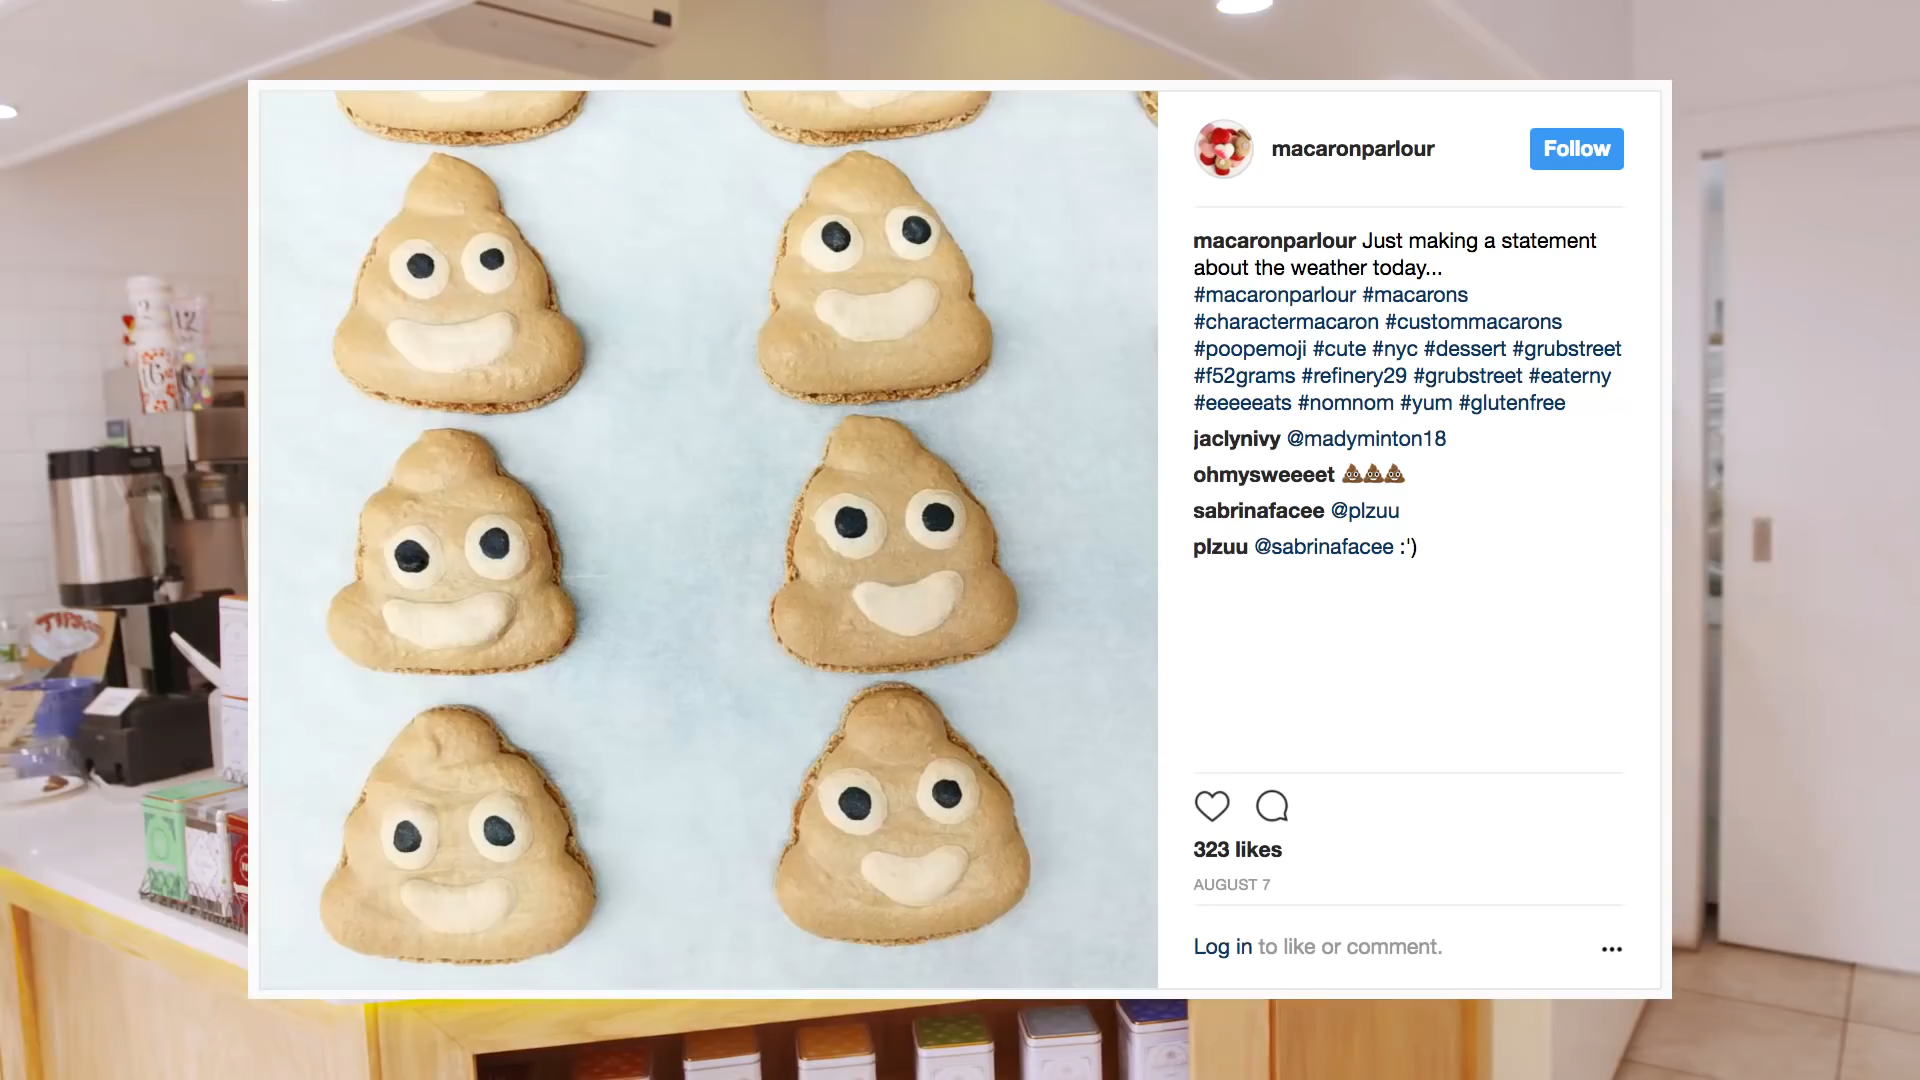 macaronparlour
Follow
macaronparlour Just making a statement
about the weather today...
#macaronparlour #macarons
#charactermacaron #custommacarons
#poopemoji #cute #nyc #dessert #grubstreet
#f52grams #refinery29 #grubstreet #eaterny
#eeeeeats #nomnom #yum #glutenfree
jaclynivy @madyminton18
ohmysweeeet 💩💩💩
sabrinafacee @plzuu
plzuu @sabrinafacee :')
323 likes
AUGUST 7
Log in to like or comment.
12
16